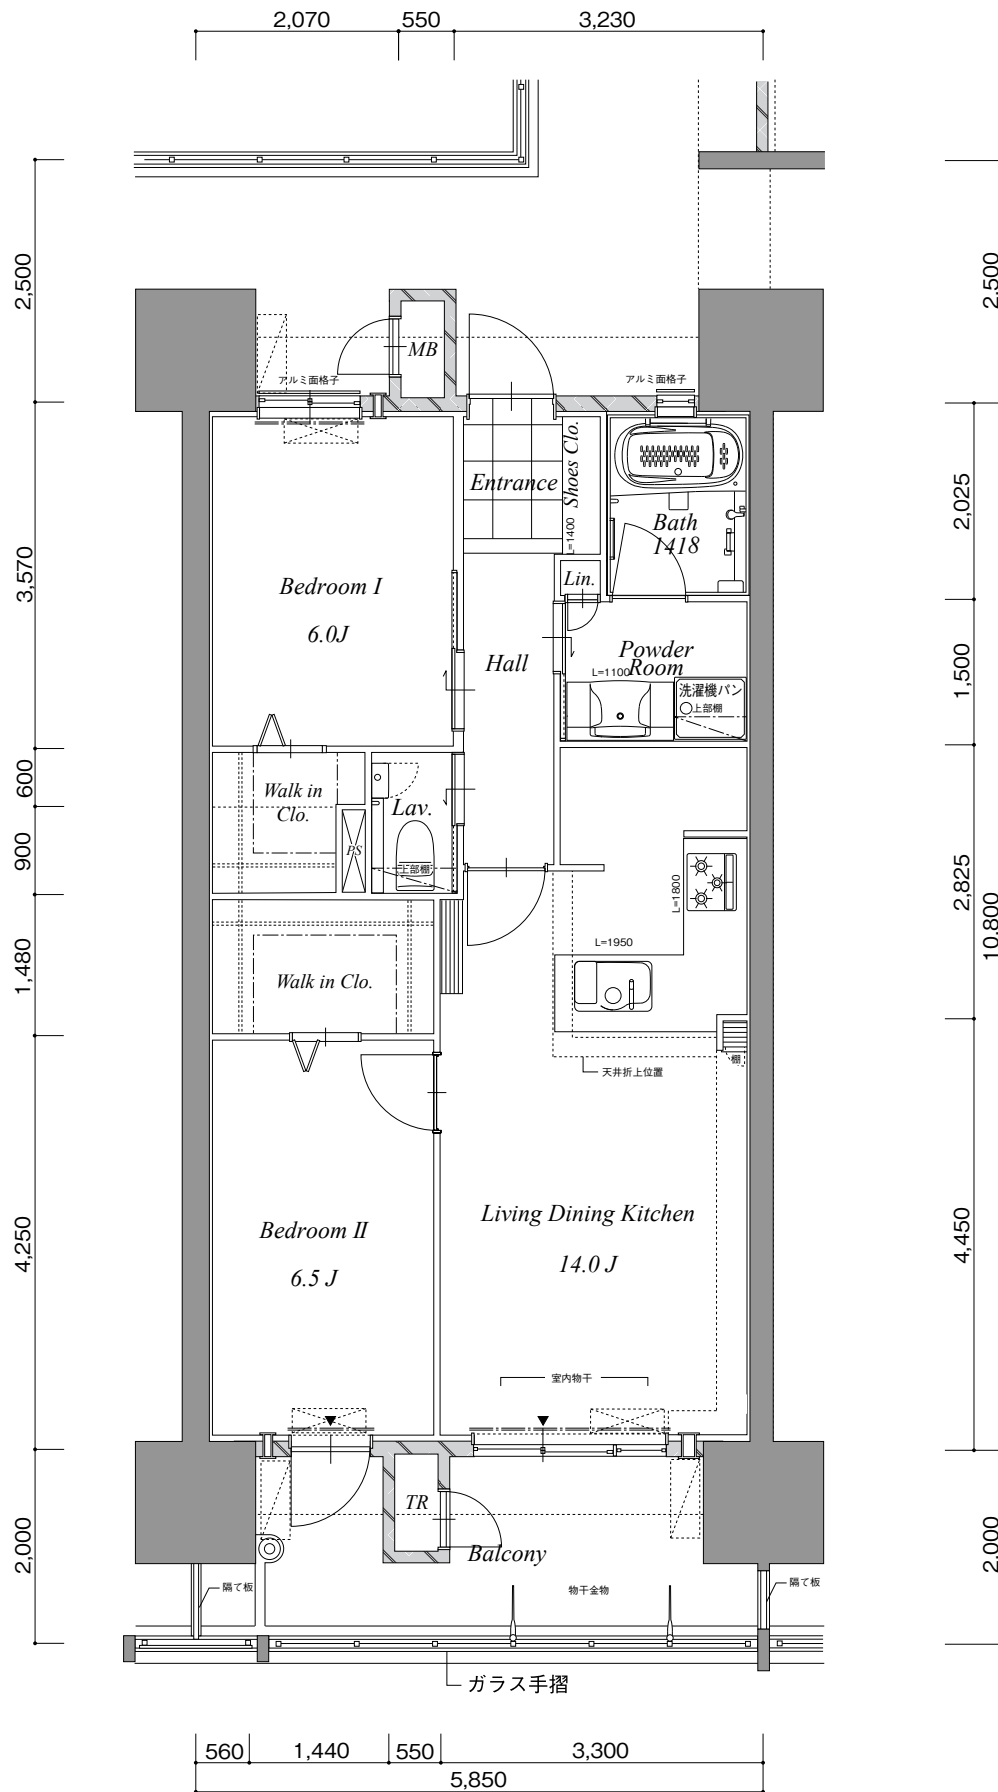 2,070
550
3,230
2,500
2,500
MB
アルミ面格子
アルミ面格子
Entrance
Shoes Clo.
L=1400
Bath
1418
2,025
3,570
Bedroom I
6.0J
Lin.
Hall
Powder
Room
L=1100
洗濯機パン
上部棚
1,500
600
Walk in
Clo.
Lav.
PS
上部棚
900
L=1800
2,825
10,800
L=1950
1,480
Walk in Clo.
棚
天井折上位置
4,250
Bedroom II
6.5 J
Living Dining Kitchen
14.0 J
4,450
室内物干
TR
Balcony
2,000
2,000
隔て板
物干金物
隔て板
ガラス手摺
560
1,440
550
3,300
5,850